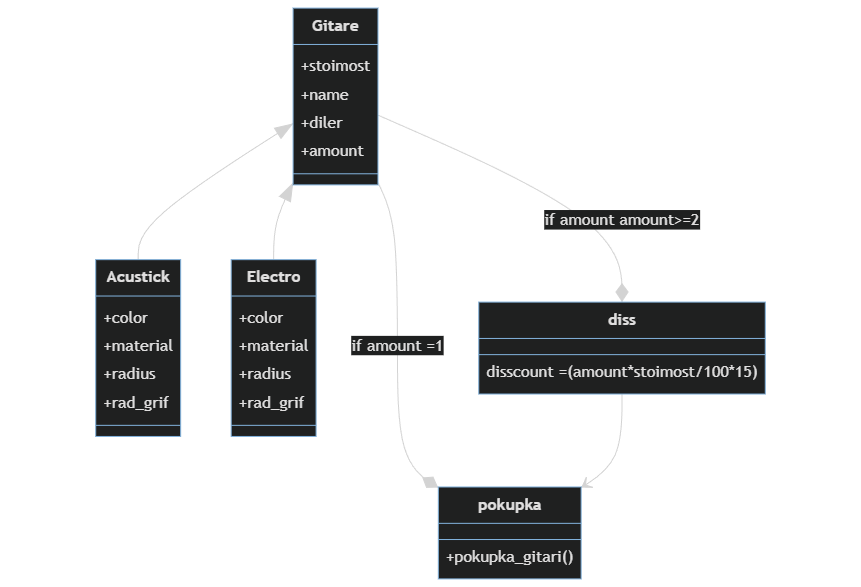 Gitare
+stoimost
+name
+diler
+amount
if amount amount>=2
Acustick
+color
+material
+radius
+rad_grif
Electro
+color
+material
+radius
+rad_grif
if amount =1
diss
disscount =(amount*stoimost/100*15)
pokupka
+pokupka_gitari()